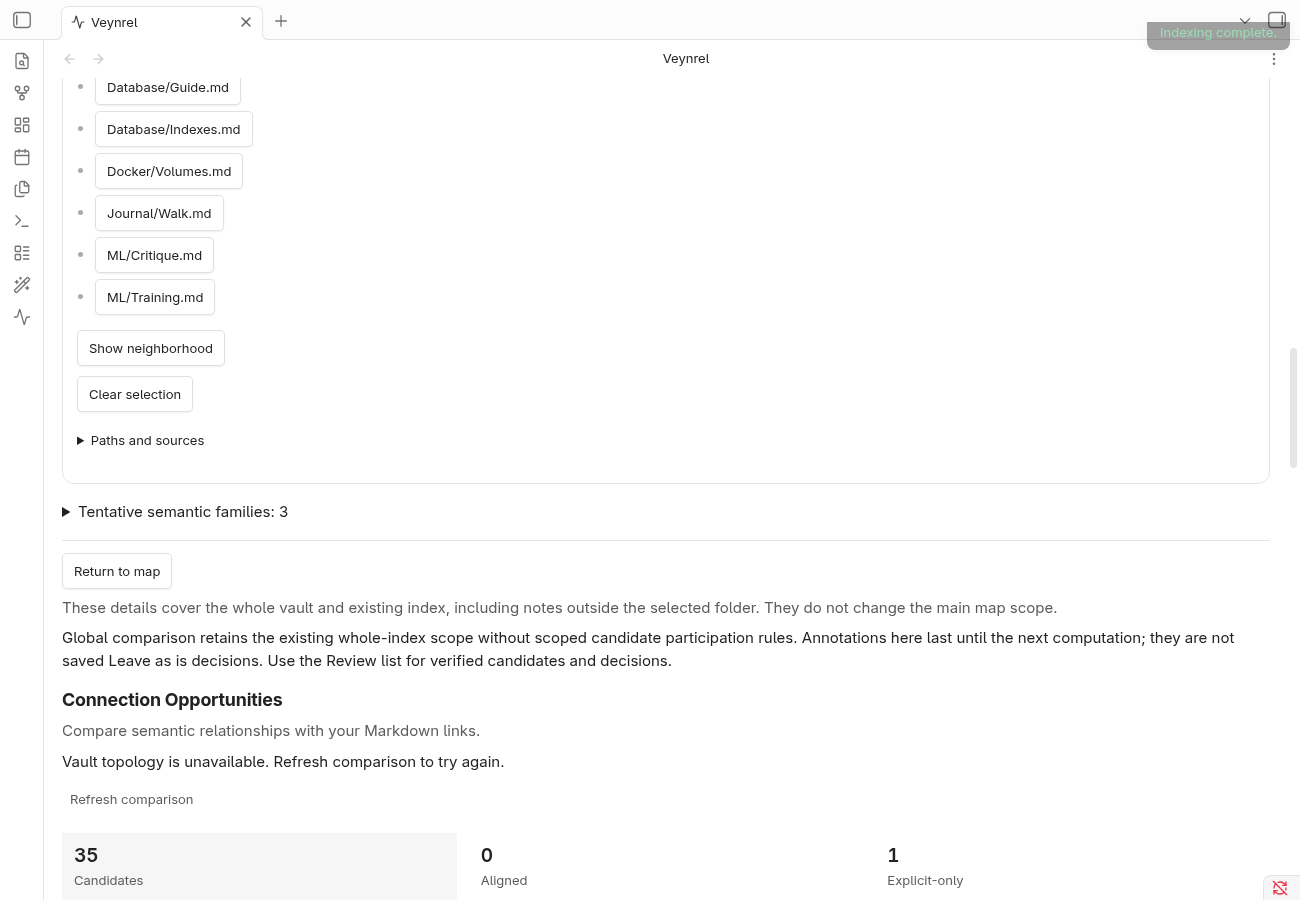 Veynrel
Indexing complete.
Veynrel
Database/Guide.md
Database/Indexes.md
Docker/Volumes.md
Journal/Walk.md
ML/Critique.md
ML/Training.md
Show neighborhood
Clear selection
Paths and sources
Tentative semantic families: 3
Return to map
These details cover the whole vault and existing index, including notes outside the selected folder. They do not change the main map scope.
Global comparison retains the existing whole-index scope without scoped candidate participation rules. Annotations here last until the next computation; they are not
saved Leave as is decisions. Use the Review list for verified candidates and decisions.
Connection Opportunities
Compare semantic relationships with your Markdown links.
Vault topology is unavailable. Refresh comparison to try again.
Refresh comparison
35 0 1
Candidates Aligned Explicit-only